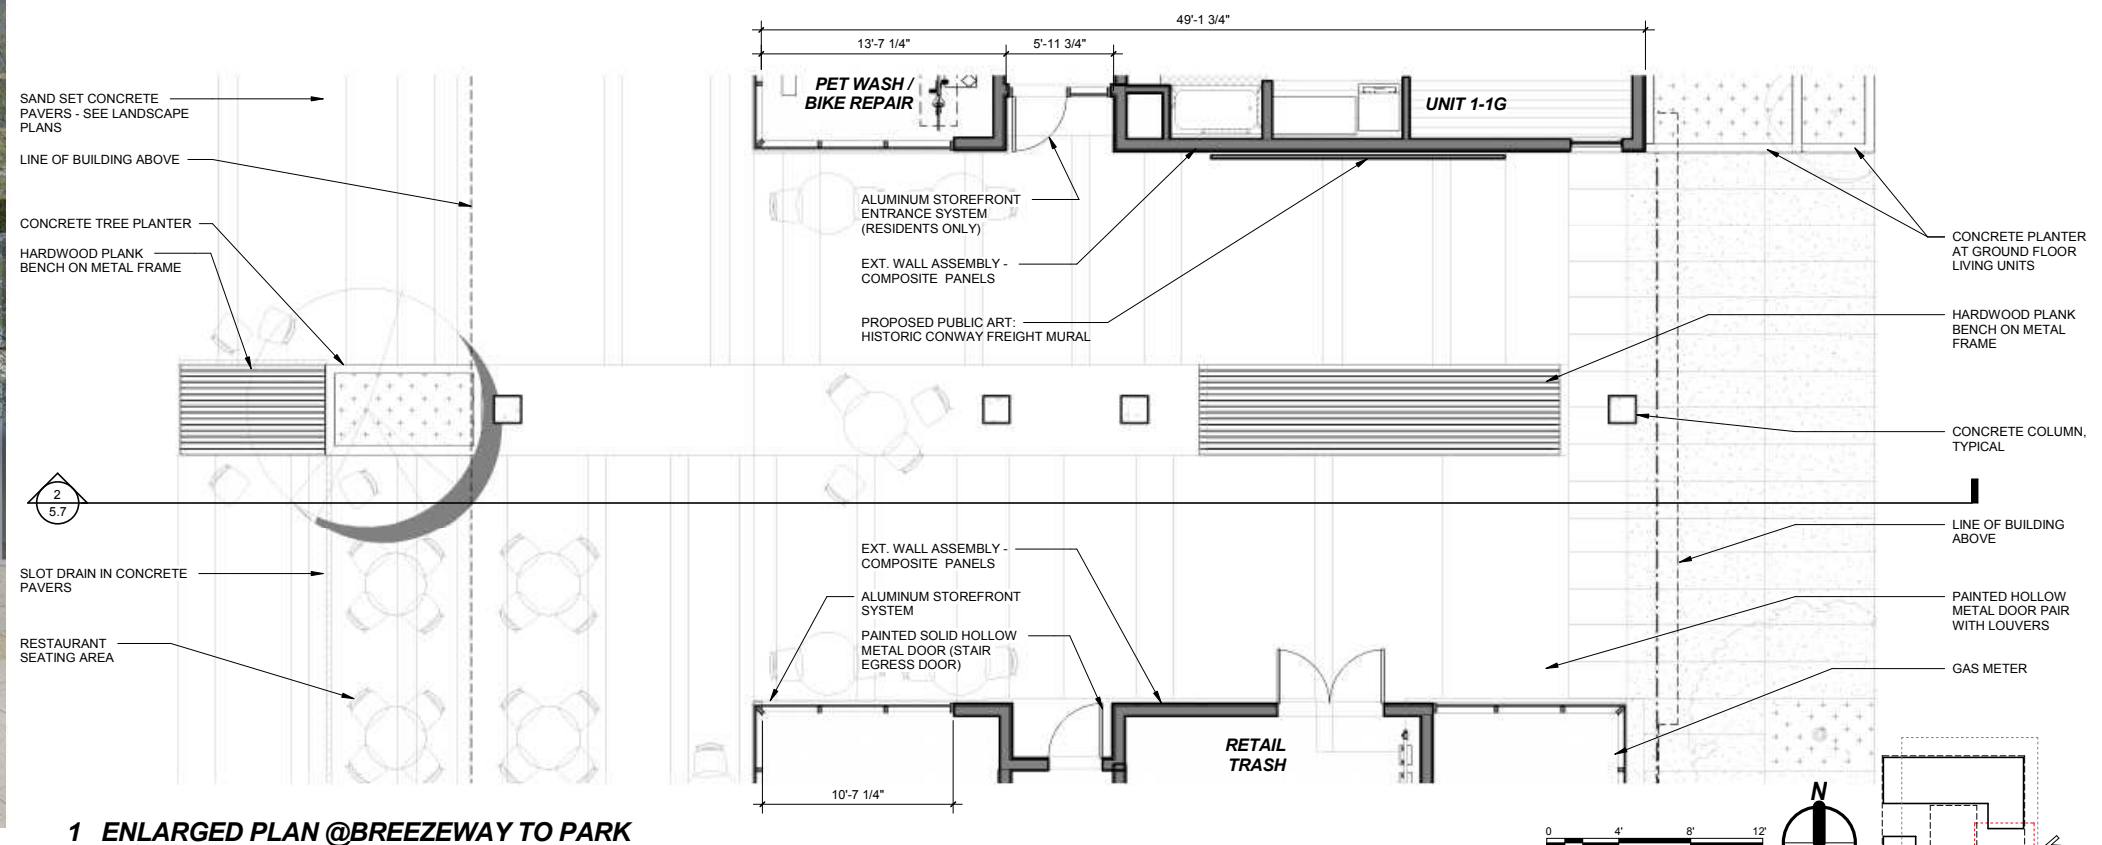 49'-1 3/4"
13'-7 1/4"
5'-11 3/4"
PET WASH /
BIKE REPAIR
UNIT 1-1G
SAND SET CONCRETE
PAVERS - SEE LANDSCAPE
PLANS
LINE OF BUILDING ABOVE
CONCRETE TREE PLANTER
HARDWOOD PLANK
BENCH ON METAL FRAME
ALUMINUM STOREFRONT
ENTRANCE SYSTEM
(RESIDENTS ONLY)
EXT. WALL ASSEMBLY -
COMPOSITE PANELS
PROPOSED PUBLIC ART:
HISTORIC CONWAY FREIGHT MURAL
CONCRETE PLANTER
AT GROUND FLOOR
LIVING UNITS
HARDWOOD PLANK
BENCH ON METAL
FRAME
CONCRETE COLUMN,
TYPICAL
2
5.7
SLOT DRAIN IN CONCRETE
PAVERS
RESTAURANT
SEATING AREA
EXT. WALL ASSEMBLY -
COMPOSITE PANELS
ALUMINUM STOREFRONT
SYSTEM
PAINTED SOLID HOLLOW
METAL DOOR (STAIR
EGRESS DOOR)
LINE OF BUILDING
ABOVE
PAINTED HOLLOW
METAL DOOR PAIR
WITH LOUVERS
GAS METER
RETAIL
TRASH
10'-7 1/4"
1 ENLARGED PLAN @BREEZEWAY TO PARK
0 4' 8' 12'
N